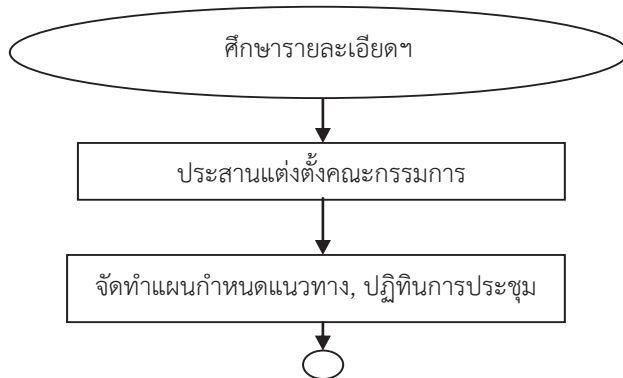 ศึกษารายละเอียดฯ
ประสานแต่งตั้งคณะกรรมการ
จัดทำแผนกำหนดแนวทาง, ปฏิทินการประชุม